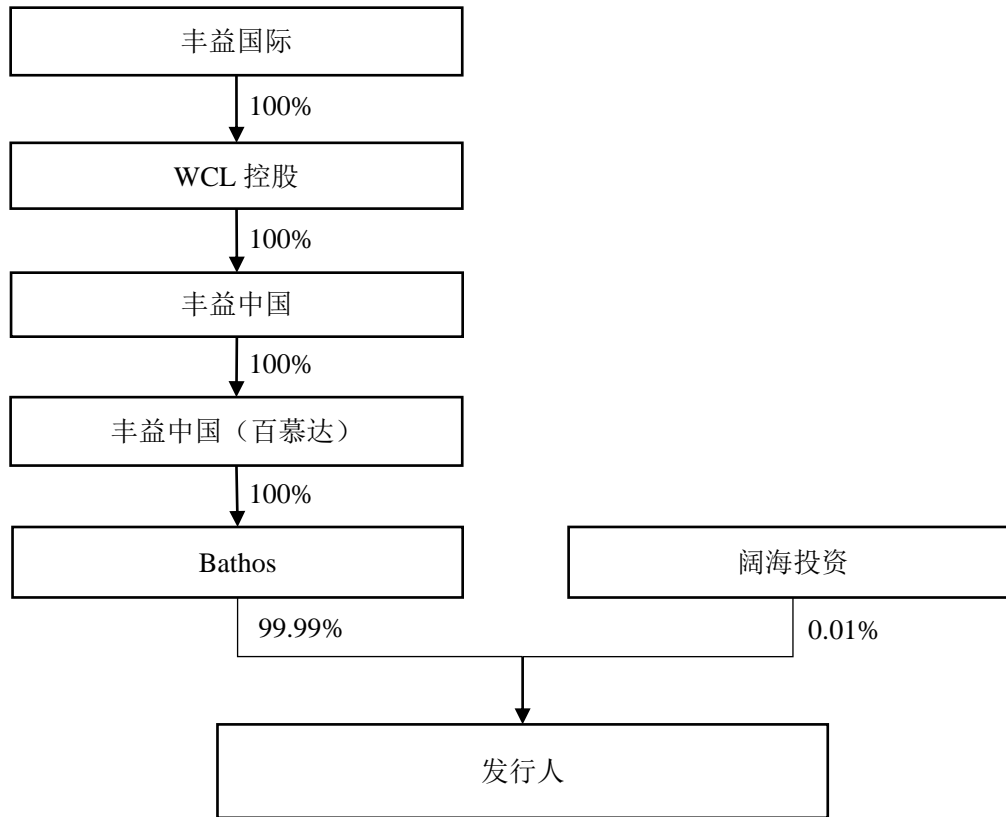 丰益国际
100%
WCL 控股
100%
丰益中国
100%
丰益中国（百慕达）
100%
Bathos
阔海投资
99.99%
0.01%
发行人